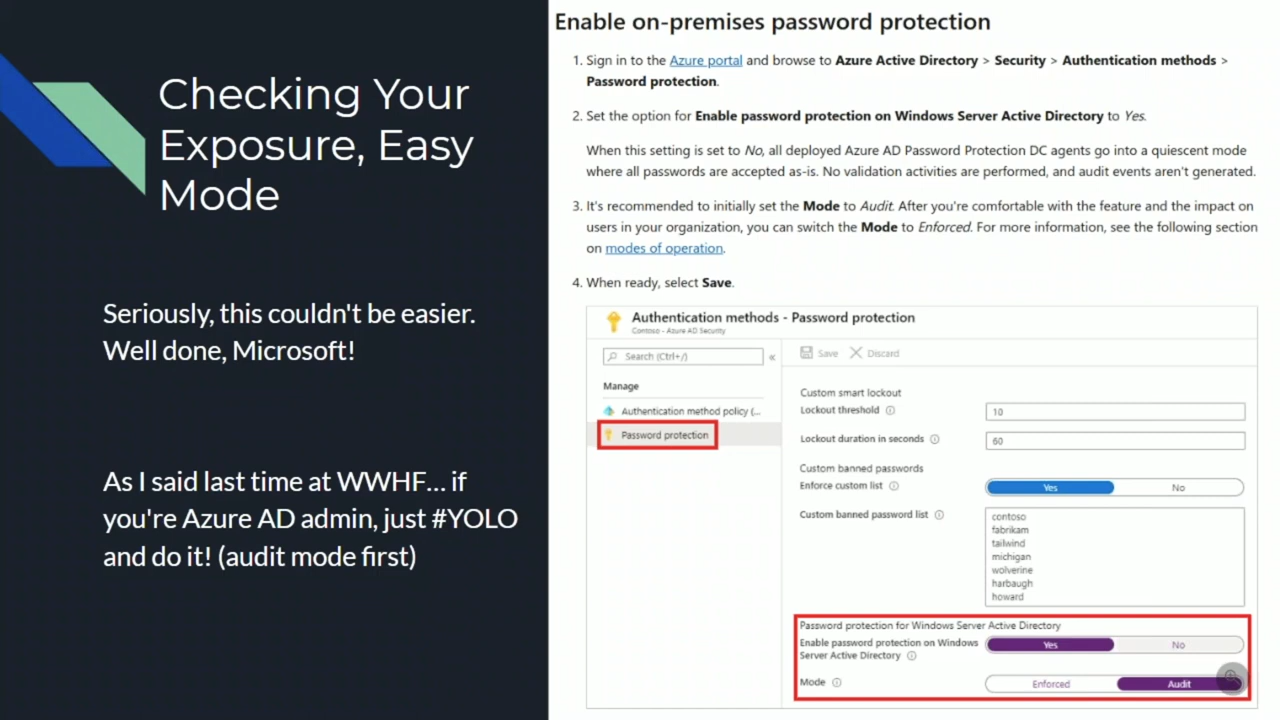 Checking Your
Exposure, Easy
Mode
Seriously, this couldn't be easier.
Well done, Microsoft!
As I said last time at WWHF... if
you're Azure AD admin, just #YOLO
and do it! (audit mode first)
Enable on-premises password protection
1. Sign in to the Azure portal and browse to Azure Active Directory > Security > Authentication methods >
Password protection.
2. Set the option for Enable password protection on Windows Server Active Directory to Yes.
When this setting is set to No, all deployed Azure AD Password Protection DC agents go into a quiescent mode
where all passwords are accepted as-is. No validation activities are performed, and audit events aren't generated.
3. It's recommended to initially set the Mode to Audit. After you're comfortable with the feature and the impact on
users in your organization, you can switch the Mode to Enforced. For more information, see the following section
on modes of operation.
4. When ready, select Save.
Authentication methods - Password protection
Contoso - Azure AD Security
Search (Ctrl+/)
«
Manage
Authentication method policy (...
Password protection
Save Discard
Custom smart lockout
Lockout threshold 10
Lockout duration in seconds 60
Custom banned passwords
Enforce custom list Yes No
Custom banned password list
contoso
fabrikam
tailwind
michigan
wolverine
harbaugh
howard
Password protection for Windows Server Active Directory
Enable password protection on Windows
Server Active Directory
Yes No
Mode Enforced Audit